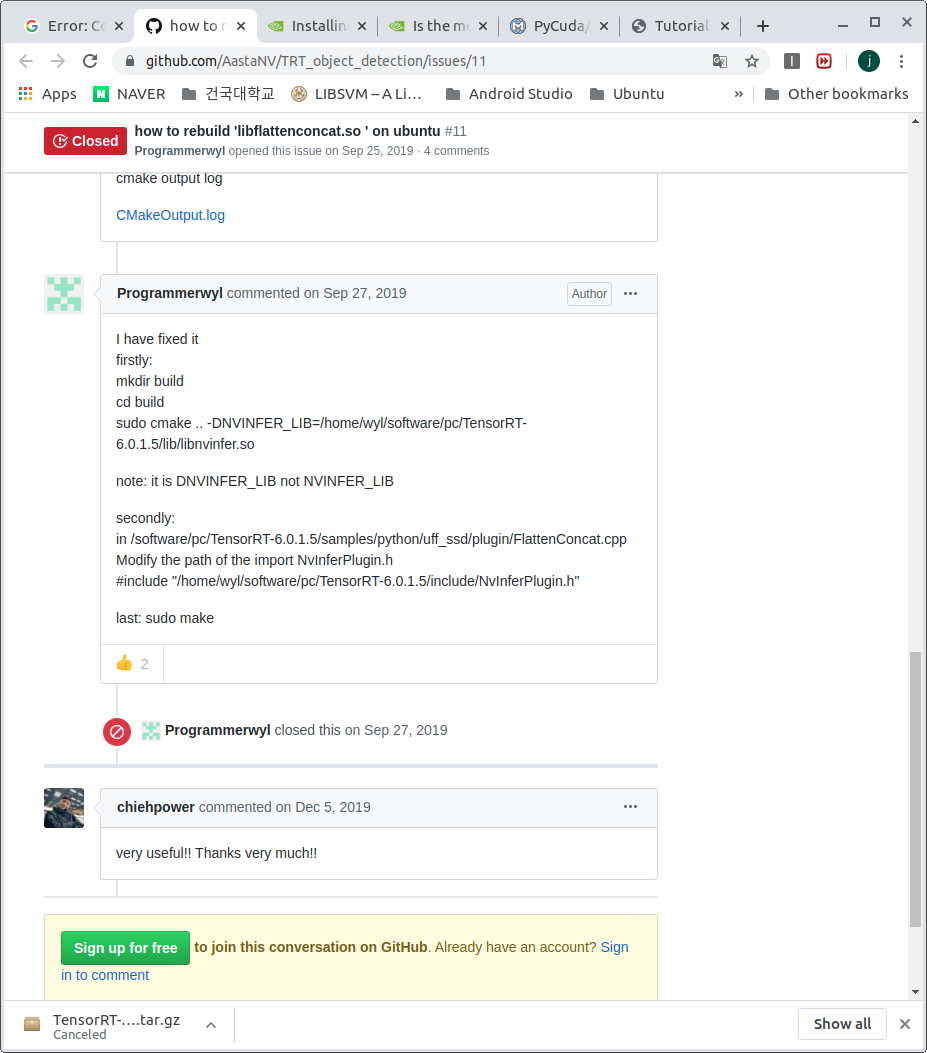 Error: Co
how to r
Installin
Is the me
PyCuda/
Tutorial
github.com/AastaNV/TRT_object_detection/issues/11
j
Apps
N NAVER
건국대학교
LIBSVM -- A Li...
Android Studio
Ubuntu
»
Other bookmarks
Closed
how to rebuild 'libflattenconcat.so ' on ubuntu #11
Programmerwyl opened this issue on Sep 25, 2019 · 4 comments
cmake output log
CMakeOutput.log
Programmerwyl commented on Sep 27, 2019
Author
I have fixed it
firstly:
mkdir build
cd build
sudo cmake .. -DNVINFER_LIB=/home/wyl/software/pc/TensorRT-
6.0.1.5/lib/libnvinfer.so
note: it is DNVINFER_LIB not NVINFER_LIB
secondly:
in /software/pc/TensorRT-6.0.1.5/samples/python/uff_ssd/plugin/FlattenConcat.cpp
Modify the path of the import NvInferPlugin.h
#include "/home/wyl/software/pc/TensorRT-6.0.1.5/include/NvInferPlugin.h"
last: sudo make
👍 2
Programmerwyl closed this on Sep 27, 2019
chiehpower commented on Dec 5, 2019
very useful!! Thanks very much!!
Sign up for free to join this conversation on GitHub. Already have an account? Sign
in to comment
TensorRT-....tar.gz
Canceled
Show all